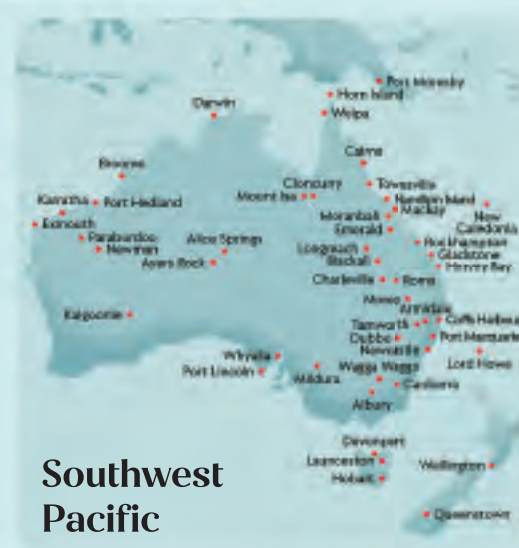 Port Moresby
Horn Island
Weipa
Darwin
Cairns
Broome
Cloncurry
Townsville
Mount Isa
Hamilton Island
Karratha
Port Hedland
Mackay
Moranbah
New
Caledonia
Exmouth
Emerald
Paraburdoo
Alice Springs
Rockhampton
Newman
Longreach
Gladstone
Ayers Rock
Blackall
Hervey Bay
Charleville
Roma
Moree
Armidale
Kalgoorlie
Tamworth
Coffs Harbour
Dubbo
Port Macquarie
Newcastle
Whyalla
Lord Howe
Port Lincoln
Mildura
Wagga Wagga
Canberra
Albury
Devonport
Launceston
Wellington
Hobart
Southwest
Pacific
Queenstown